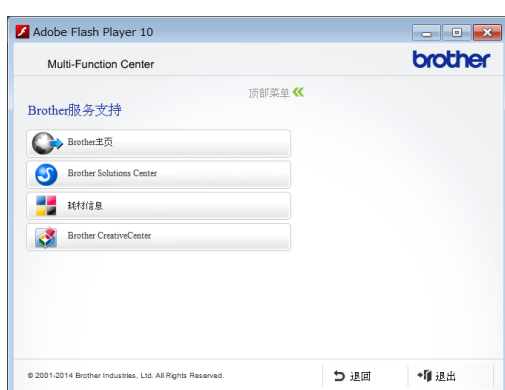 Adobe Flash Player 10
Multi-Function Center
brother
顶部菜单
Brother服务支持
Brother主页
Brother Solutions Center
耗材信息
Brother CreativeCenter
© 2001-2014 Brother Industries, Ltd. All Rights Reserved.
退回
退出